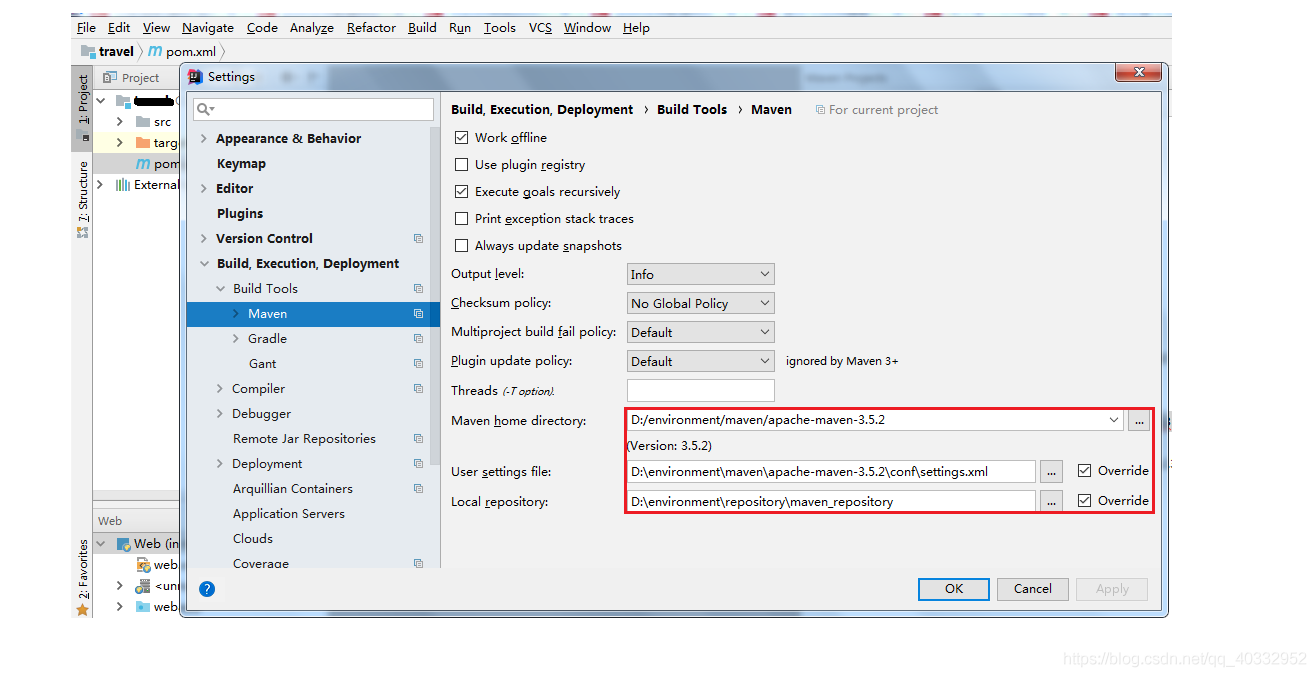 File Edit View Navigate Code Analyze Refactor Build Run Tools VCS Window Help
travel pom.xml
1: Project
7: Structure
2: Favorites
Project
src
targ
pom
External
Web
Web (in
web
<unn
web
Settings
Appearance & Behavior
Keymap
Editor
Plugins
Version Control
Build, Execution, Deployment
Build Tools
Maven
Gradle
Gant
Compiler
Debugger
Remote Jar Repositories
Deployment
Arquillian Containers
Application Servers
Clouds
Coverage
Build, Execution, Deployment › Build Tools › Maven For current project
Work offline
Use plugin registry
Execute goals recursively
Print exception stack traces
Always update snapshots
Output level: Info
Checksum policy: No Global Policy
Multiproject build fail policy: Default
Plugin update policy: Default ignored by Maven 3+
Threads (-T option).
Maven home directory: D:/environment/maven/apache-maven-3.5.2 ...
(Version: 3.5.2)
User settings file: D:\environment\maven\apache-maven-3.5.2\conf\settings.xml ... Override
Local repository: D:\environment\repository\maven_repository ... Override
? OK Cancel Apply
https://blog.csdn.net/qq_40332952